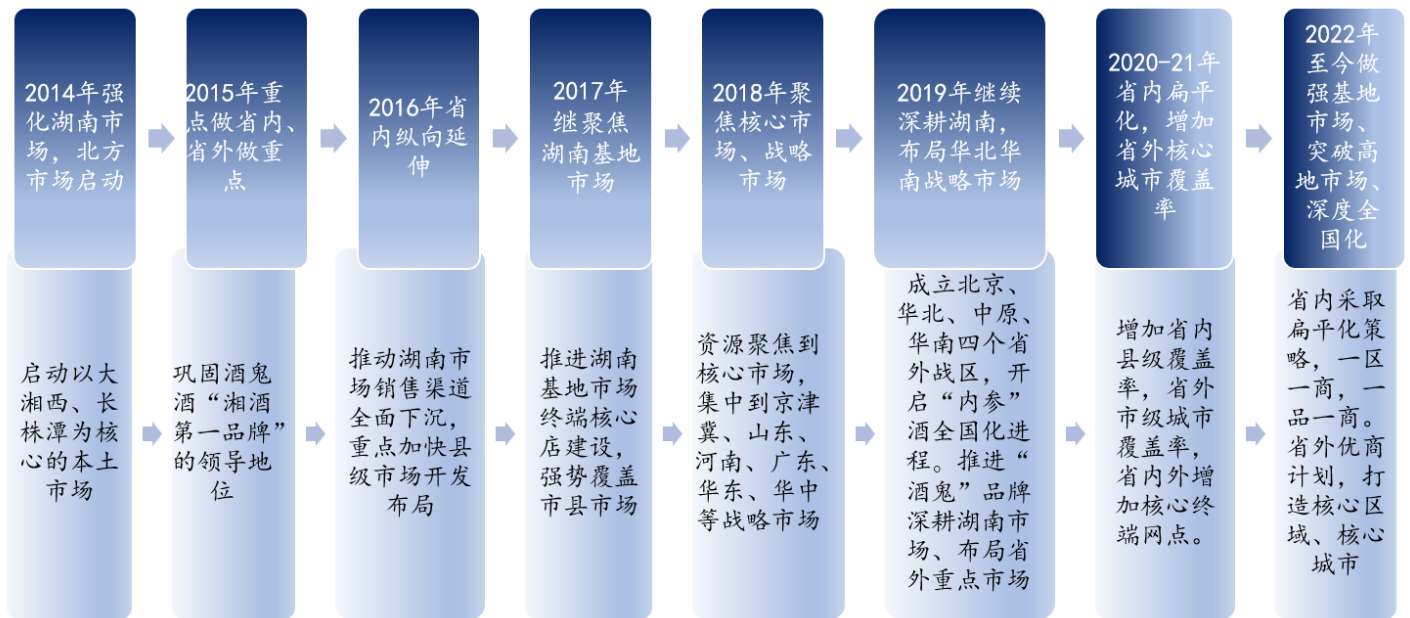 2014年强
化湖南市
场，北方
市场启动
2015年重
点做省内、
省外做重
点
2016年省
内纵向延
伸
2017年
继聚焦
湖南基地
市场
2018年聚
焦核心市
场、战略
市场
2019年继续
深耕湖南，
布局华北华
南战略市场
2020-21年
省内扁平
化，增加
省外核心
城市覆盖
率
2022年
至今做
强基地
市场、
突破高
地市场、
深度全
国化
启动以大
湘西、长
株潭为核
心的本土
市场
巩固酒鬼
酒“湘酒
第一品牌”
的领导地
位
推动湖南市
场销售渠道
全面下沉，
重点加快县
级市场开发
布局
推进湖南
基地市场
终端核心
店建设，
强势覆盖
市县市场
资源聚焦到
核心市场，
集中到京津
冀、山东、
河南、广东、
华东、华中
等战略市场
成立北京、
华北、中原、
华南四个省
外战区，开
启“内参”
酒全国化进
程。推进“
酒鬼”品牌
深耕湖南市
场、布局省
外重点市场
增加省内
县级覆盖
率，省外
市级城市
覆盖率，
省内外增
加核心终
端网点。
省内采取
扁平化策
略，一区
一商，一
品一商。
省外优商
计划，打
造核心区
域、核心
城市